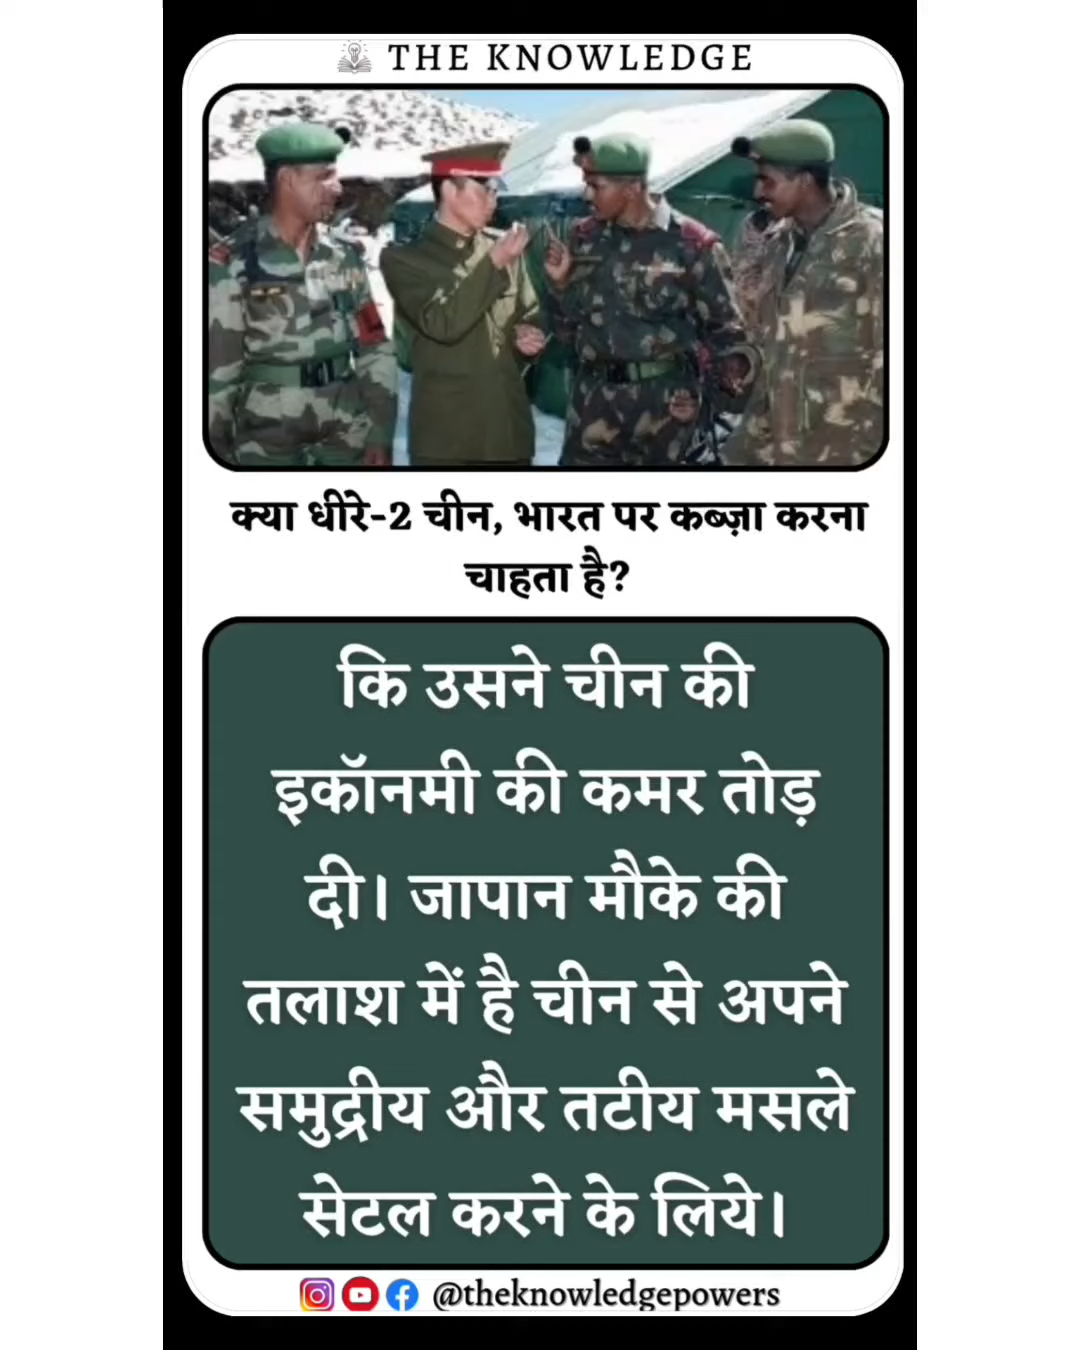 THE KNOWLEDGE
क्या धीरे-2 चीन, भारत पर कब्ज़ा करना
चाहता है?
कि उसने चीन की
इकॉनमी की कमर तोड़
दी। जापान मौके की
तलाश में है चीन से अपने
समुद्रीय और तटीय मसले
सेटल करने के लिये।
@theknowledgepowers